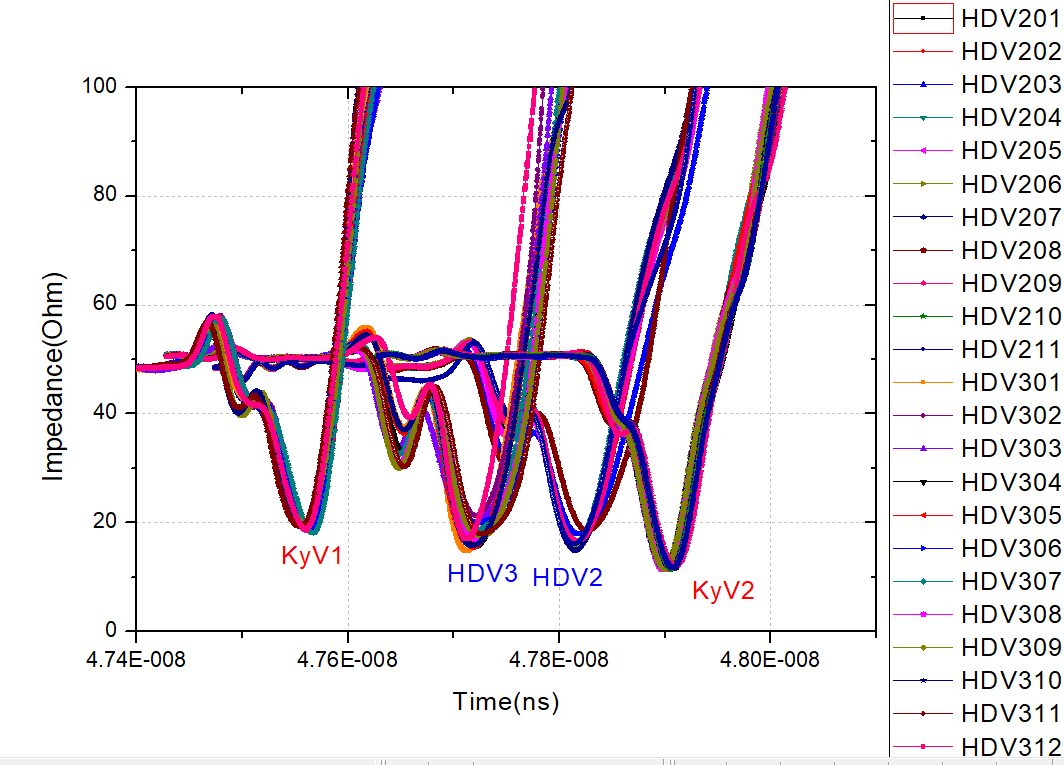 100
80
60
40
20
0
Impedance(Ohm)
4.74E-008 4.76E-008 4.78E-008 4.80E-008
Time(ns)
KyV1
HDV3
HDV2
KyV2
HDV201
HDV202
HDV203
HDV204
HDV205
HDV206
HDV207
HDV208
HDV209
HDV210
HDV211
HDV301
HDV302
HDV303
HDV304
HDV305
HDV306
HDV307
HDV308
HDV309
HDV310
HDV311
HDV312